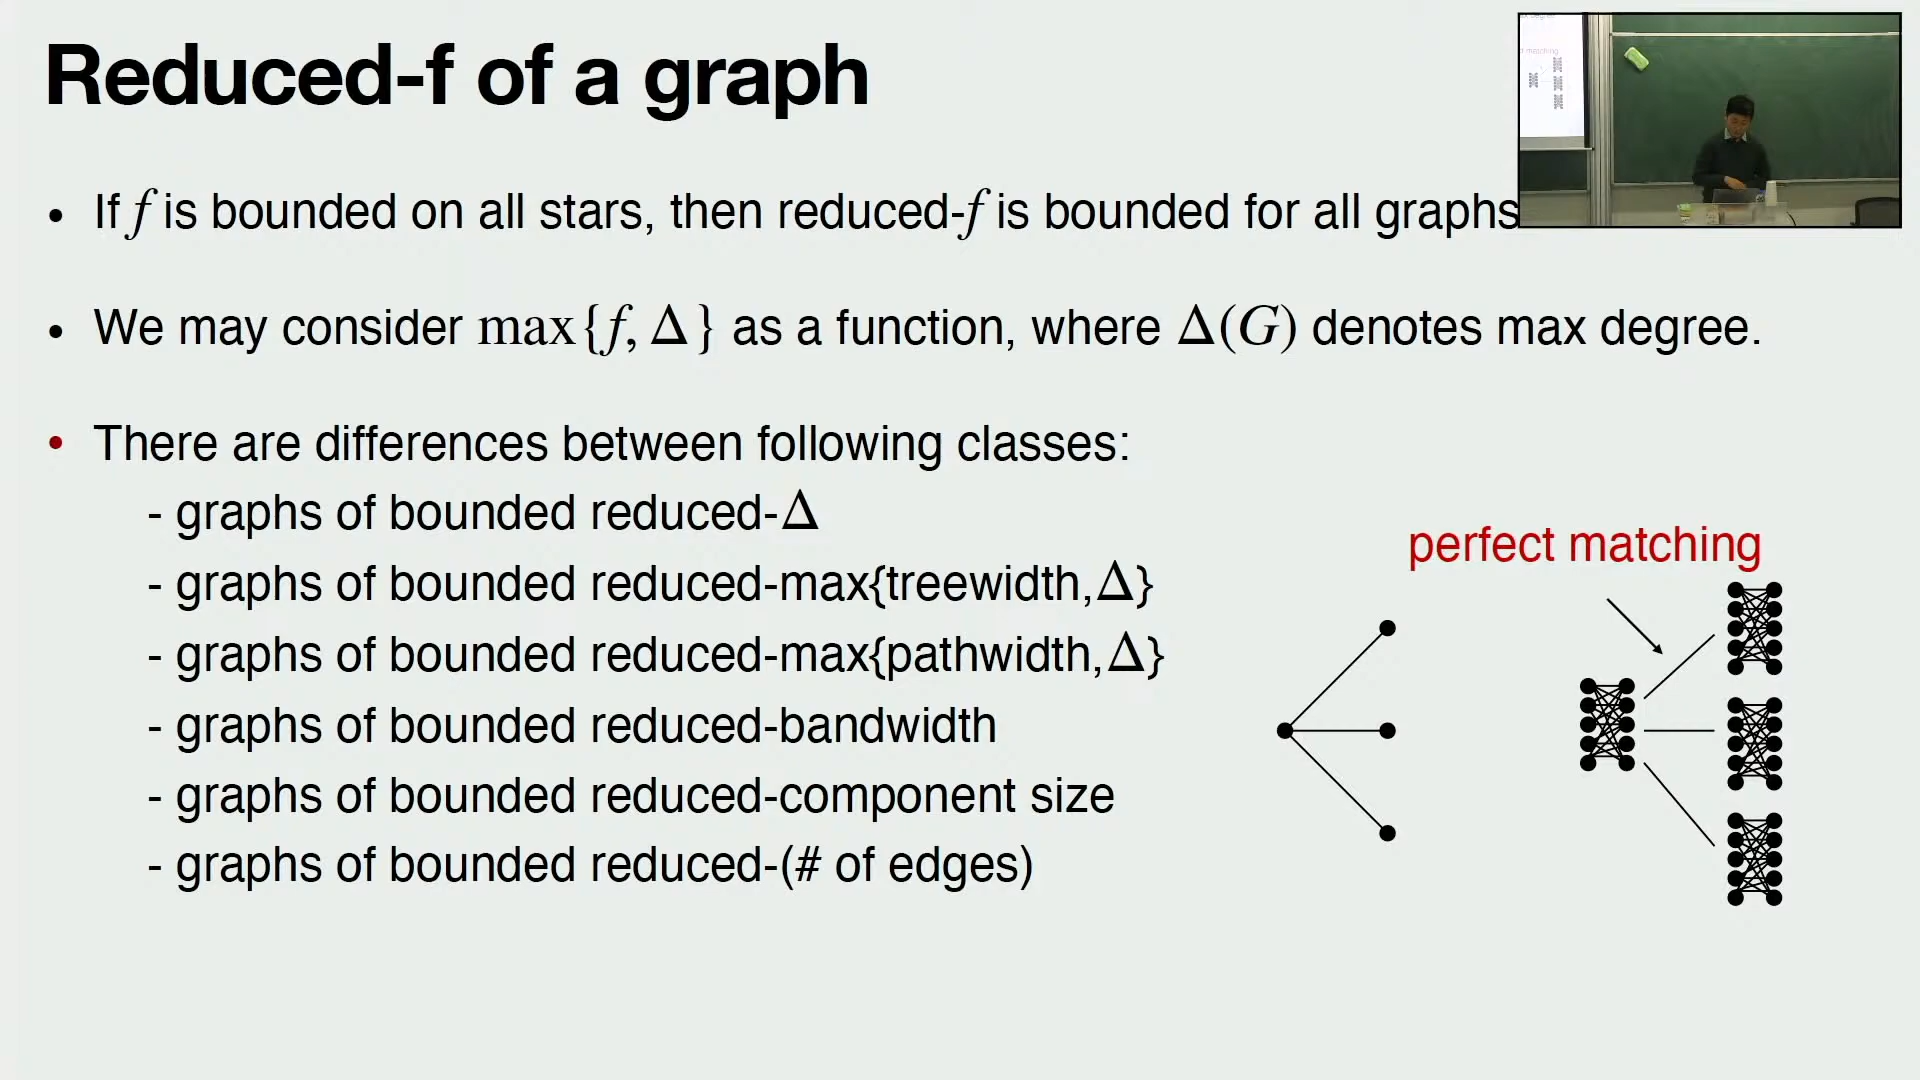 Reduced-f of a graph
• If f is bounded on all stars, then reduced-f is bounded for all graphs
• We may consider max{f, Δ} as a function, where Δ(G) denotes max degree.
• There are differences between following classes:
- graphs of bounded reduced-Δ
- graphs of bounded reduced-max{treewidth,Δ}
- graphs of bounded reduced-max{pathwidth,Δ}
- graphs of bounded reduced-bandwidth
- graphs of bounded reduced-component size
- graphs of bounded reduced-(# of edges)
perfect matching